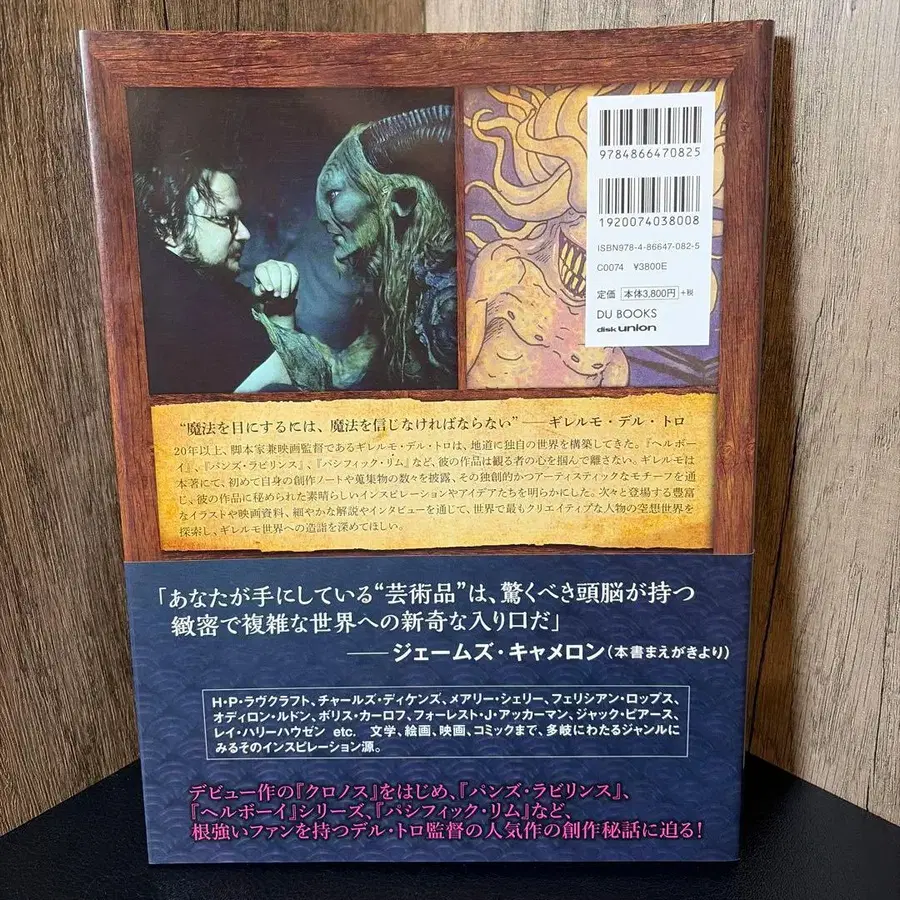 9784866470825
1920074038008
ISBN978-4-86647-082-5
C0074 ¥3800E
定価 本体3,800円 +税
DU BOOKS
disk union
“魔法を目にするには、魔法を信じなければならない” ── ギレルモ・デル・トロ
20年以上、脚本家兼映画監督であるギレルモ・デル・トロは、地道に独自の世界を構築してきた。『ヘルボー
イ』、『パンズ・ラビリンス』、『パシフィック・リム』など、彼の作品は観る者の心を掴んで離さない。ギレルモは
本著にて、初めて自身の創作ノートや蒐集物の数々を披露、その独創的かつアーティスティックなモチーフを通
じ、彼の作品に秘められた素晴らしいインスピレーションやアイデアたちを明らかにした。次々と登場する豊富
なイラストや映画資料、細やかな解説やインタビューを通じて、世界で最もクリエイティブな人物の空想世界を
探索し、ギレルモ世界への造詣を深めてほしい。
「あなたが手にしている“芸術品”は、驚くべき頭脳が持つ
緻密で複雑な世界への新奇な入り口だ」
──ジェームズ・キャメロン（本書まえがきより）
H・P・ラヴクラフト、チャールズ・ディケンズ、メアリー・シェリー、フェリシアン・ロップス、
オディロン・ルドン、ボリス・カーロフ、フォーレスト・J・アッカーマン、ジャック・ピアース、
レイ・ハリーハウゼン etc. 文学、絵画、映画、コミックまで、多岐にわたるジャンルに
みるそのインスピレーション源。
デビュー作の『クロノス』をはじめ、『パンズ・ラビリンス』、
『ヘルボーイ』シリーズ、『パシフィック・リム』など、
根強いファンを持つデル・トロ監督の人気作の創作秘話に迫る！